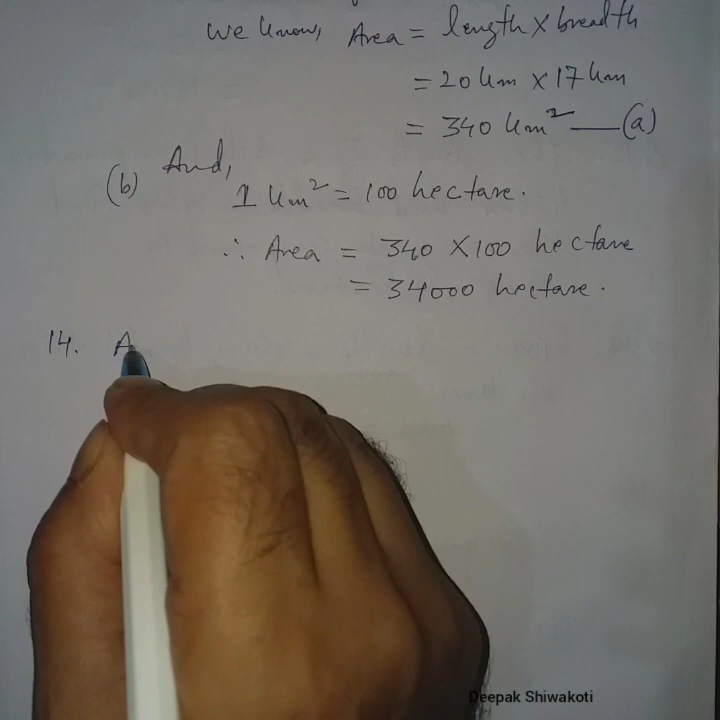 We know, Area = length × breadth
= 20 km × 17 km
= 340 km² — (a)
(b) And,
1 km² = 100 hectare.
∴ Area = 340 × 100 hectare
= 34000 hectare.
14. A
Deepak Shiwakoti